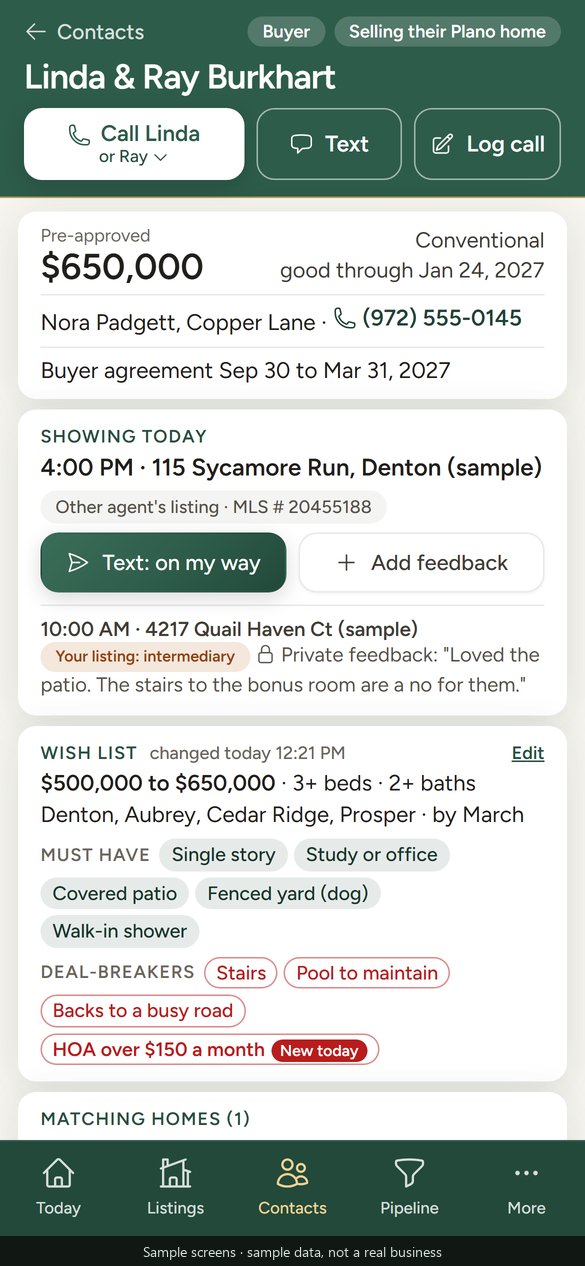 Contacts
Buyer
Selling their Plano home
Linda & Ray Burkhart
Call Linda
or Ray
Text
Log call
Pre-approved
$650,000
Conventional
good through Jan 24, 2027
Nora Padgett, Copper Lane · (972) 555-0145
Buyer agreement Sep 30 to Mar 31, 2027
SHOWING TODAY
4:00 PM · 115 Sycamore Run, Denton (sample)
Other agent's listing · MLS # 20455188
Text: on my way
Add feedback
10:00 AM · 4217 Quail Haven Ct (sample)
Your listing: intermediary Private feedback: "Loved the
patio. The stairs to the bonus room are a no for them."
WISH LIST changed today 12:21 PM Edit
$500,000 to $650,000 · 3+ beds · 2+ baths
Denton, Aubrey, Cedar Ridge, Prosper · by March
MUST HAVE Single story Study or office
Covered patio Fenced yard (dog)
Walk-in shower
DEAL-BREAKERS Stairs Pool to maintain
Backs to a busy road
HOA over $150 a month New today
MATCHING HOMES (1)
Today
Listings
Contacts
Pipeline
More
Sample screens · sample data, not a real business